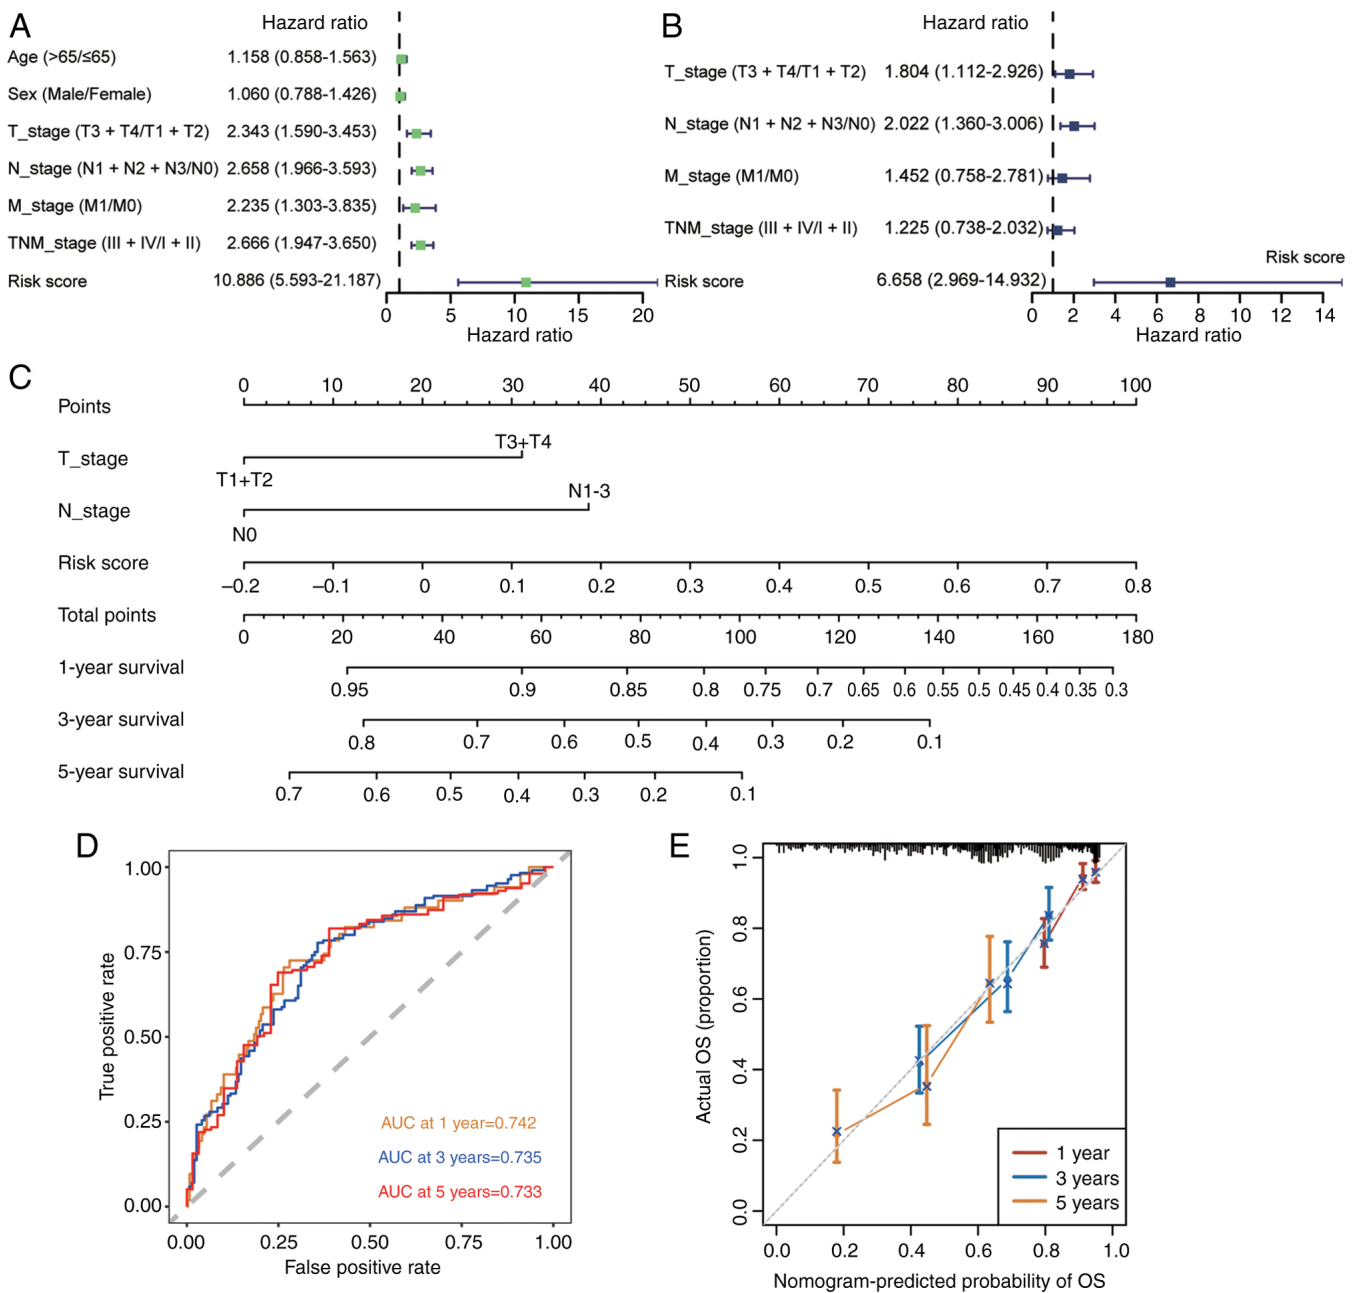 A
Hazard ratio
Age (>65/≤65) 1.158 (0.858-1.563)
Sex (Male/Female) 1.060 (0.788-1.426)
T_stage (T3 + T4/T1 + T2) 2.343 (1.590-3.453)
N_stage (N1 + N2 + N3/N0) 2.658 (1.966-3.593)
M_stage (M1/M0) 2.235 (1.303-3.835)
TNM_stage (III + IV/I + II) 2.666 (1.947-3.650)
Risk score 10.886 (5.593-21.187)
0 5 10 15 20
Hazard ratio
B
Hazard ratio
T_stage (T3 + T4/T1 + T2) 1.804 (1.112-2.926)
N_stage (N1 + N2 + N3/N0) 2.022 (1.360-3.006)
M_stage (M1/M0) 1.452 (0.758-2.781)
TNM_stage (III + IV/I + II) 1.225 (0.738-2.032)
Risk score
Risk score 6.658 (2.969-14.932)
0 2 4 6 8 10 12 14
Hazard ratio
C
0 10 20 30 40 50 60 70 80 90 100
Points
T3+T4
T_stage
T1+T2
N1-3
N_stage
N0
Risk score
−0.2 −0.1 0 0.1 0.2 0.3 0.4 0.5 0.6 0.7 0.8
Total points
0 20 40 60 80 100 120 140 160 180
1-year survival
0.95 0.9 0.85 0.8 0.75 0.7 0.65 0.6 0.55 0.5 0.45 0.4 0.35 0.3
3-year survival
0.8 0.7 0.6 0.5 0.4 0.3 0.2 0.1
5-year survival
0.7 0.6 0.5 0.4 0.3 0.2 0.1
D
True positive rate
1.00
0.75
0.50
0.25
0.00
AUC at 1 year=0.742
AUC at 3 years=0.735
AUC at 5 years=0.733
0.00 0.25 0.50 0.75 1.00
False positive rate
E
Actual OS (proportion)
1.0
0.8
0.6
0.4
0.2
0.0
1 year
3 years
5 years
0.0 0.2 0.4 0.6 0.8 1.0
Nomogram-predicted probability of OS